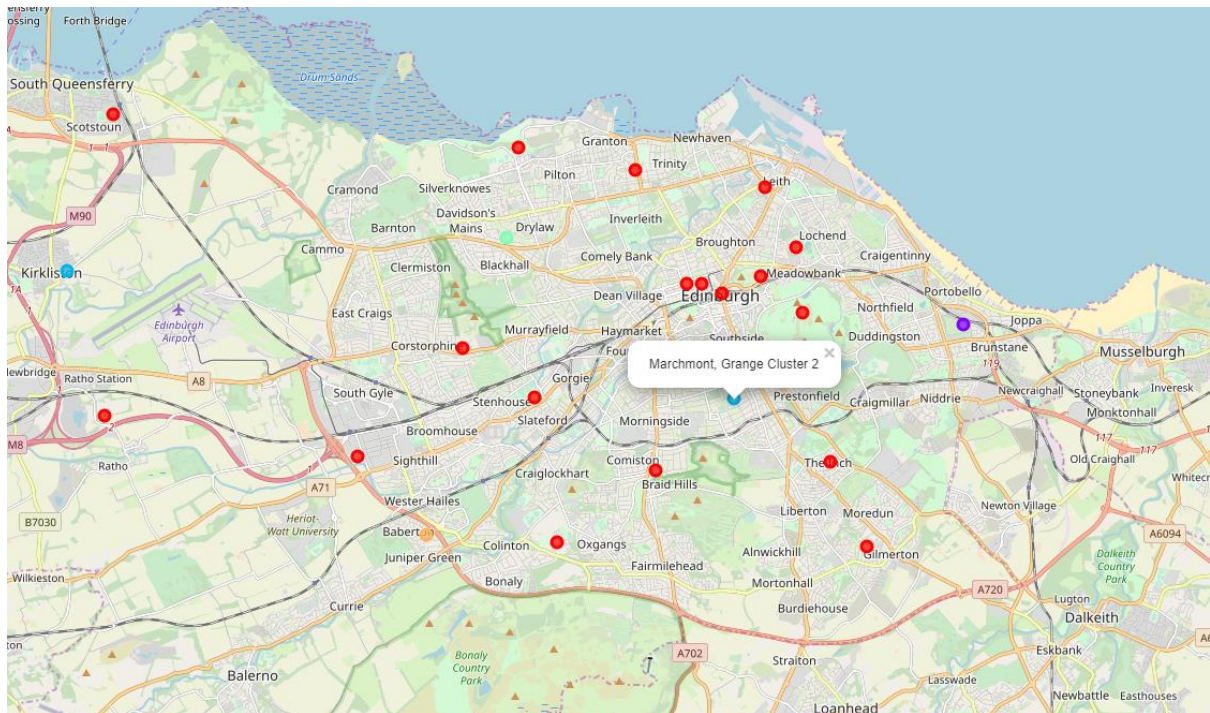 Forth Bridge
South Queensferry
Scotstoun
Drum Sands
M90
Granton
Newhaven
Trinity
Pilton
Leith
Silverknowes
Cramond
Davidson's
Mains
Drylaw
Inverleith
Barnton
Broughton
Lochend
Cammo
Craigentinny
Blackhall
Comely Bank
Clermiston
Meadowbank
Kirkliston
1A
Dean Village
Edinburgh
Portobello
Northfield
Joppa
Edinburgh
Airport
East Craigs
Murrayfield
Haymarket
Southside
Duddingston
Brunstane
Musselburgh
Corstorphine
Marchmont, Grange Cluster 2
×
119
Newcraighall
Stoneybank
Inveresk
Ratho Station
A8
Gorgie
South Gyle
Stenhouse
Prestonfield
Craigmillar
Niddrie
Monktonhall
Slateford
Morningside
Broomhouse
M8
2
117
117
Ratho
Sighthill
Comiston
Old Craighall
Craiglockhart
Braid Hills
A71
Wester Hailes
Liberton
Moredun
Newton Village
B7030
Heriot-
Watt University
A6094
Juniper Green
Colinton
Oxgangs
Alnwickhill
Gilmerton
Dalkeith
Country
Park
Fairmilehead
Wilkieston
Bonaly
Mortonhall
A720
Currie
Burdiehouse
Lugton
Dalkeith
Bonaly
Country
Park
A702
Eskbank
Straiton
Balerno
Lasswade
Newbattle
Easthouses
Loanhead